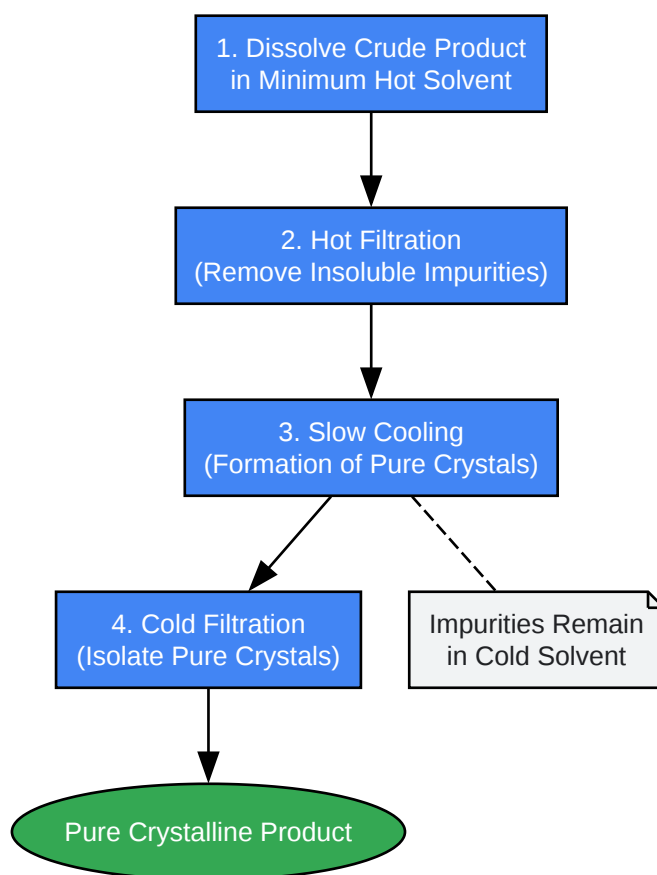 1. Dissolve Crude Product
in Minimum Hot Solvent
2. Hot Filtration
(Remove Insoluble Impurities)
3. Slow Cooling
(Formation of Pure Crystals)
4. Cold Filtration
(Isolate Pure Crystals)
Impurities Remain
in Cold Solvent
Pure Crystalline Product